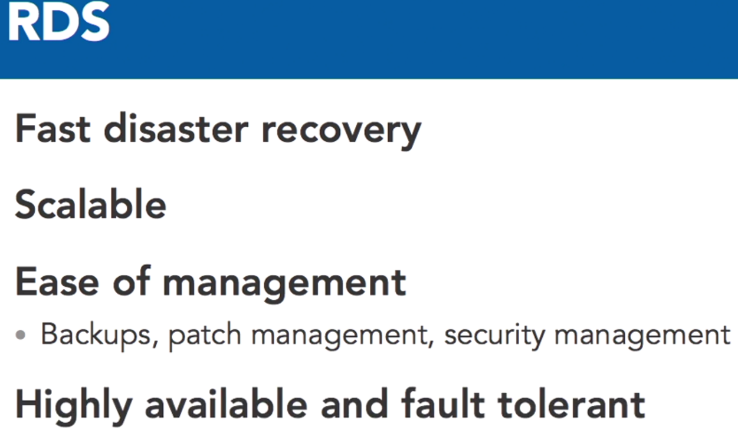 RDS
Fast disaster recovery
Scalable
Ease of management
• Backups, patch management, security management
Highly available and fault tolerant